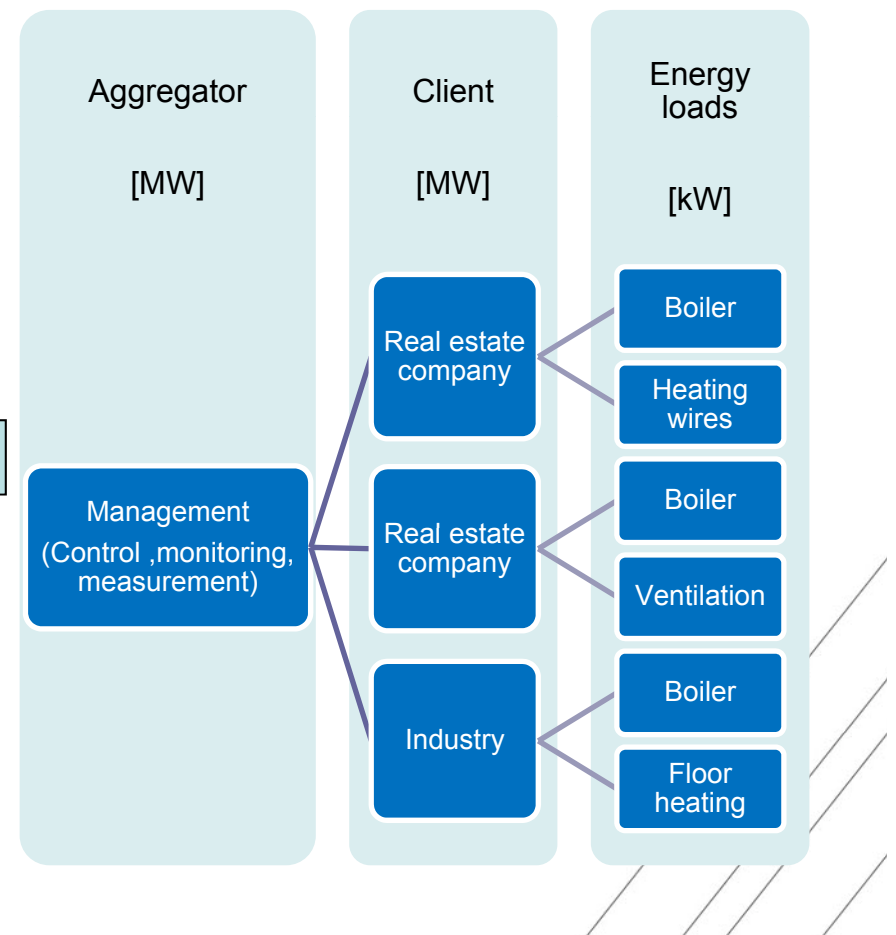 Aggregator
[MW]
Management
(Control ,monitoring,
measurement)
Client
[MW]
Real estate
company
Real estate
company
Industry
Energy
loads
[kW]
Boiler
Heating
wires
Boiler
Ventilation
Boiler
Floor
heating